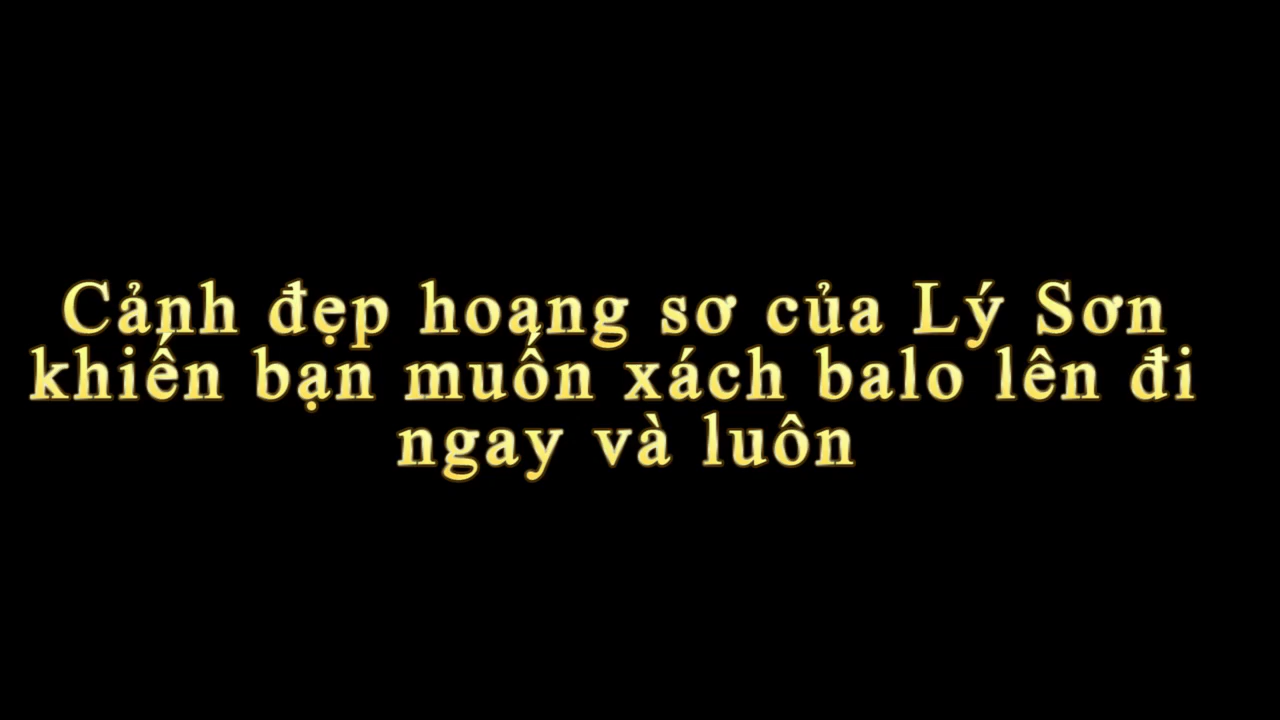 Cảnh đẹp hoang sơ của Lý Sơn
khiến bạn muốn xách balo lên đi
ngay và luôn